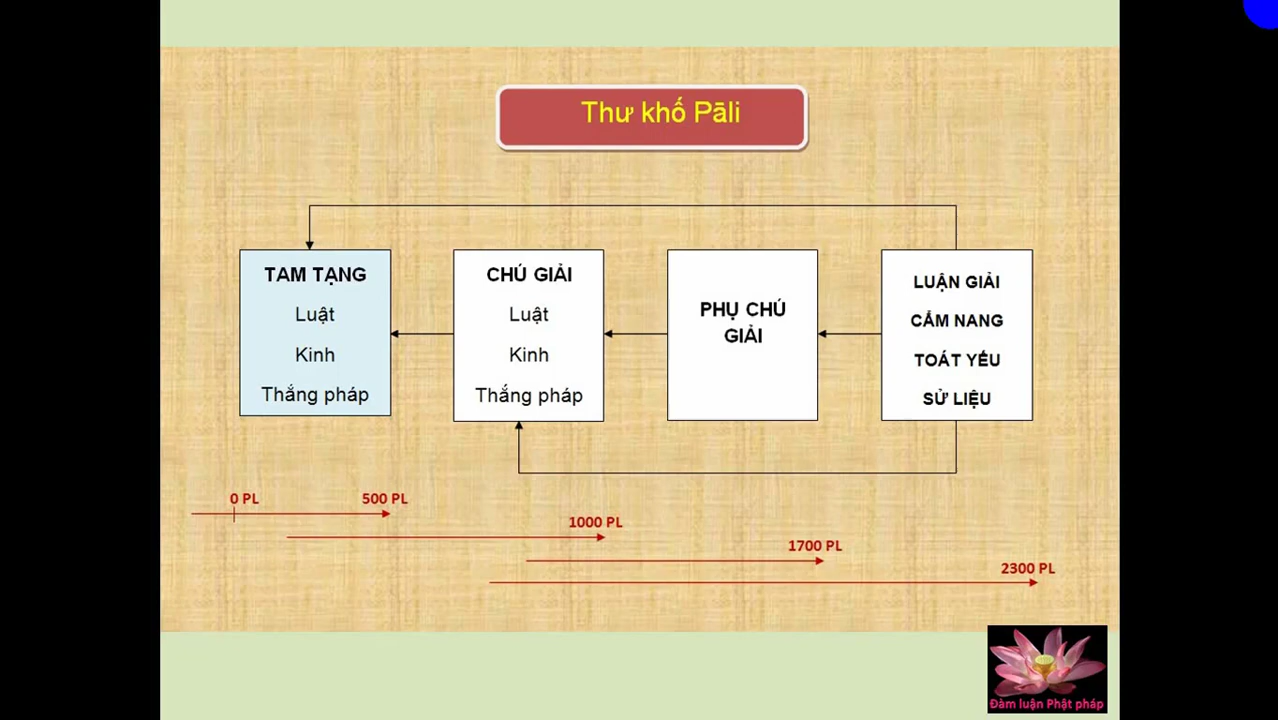 Thư khố Pāli
TAM TẠNG
Luật
Kinh
Thắng pháp
CHÚ GIẢI
Luật
Kinh
Thắng pháp
PHỤ CHÚ
GIẢI
LUẬN GIẢI
CẨM NANG
TOÁT YẾU
SỬ LIỆU
0 PL
500 PL
1000 PL
1700 PL
2300 PL
Đàm luận Phật pháp